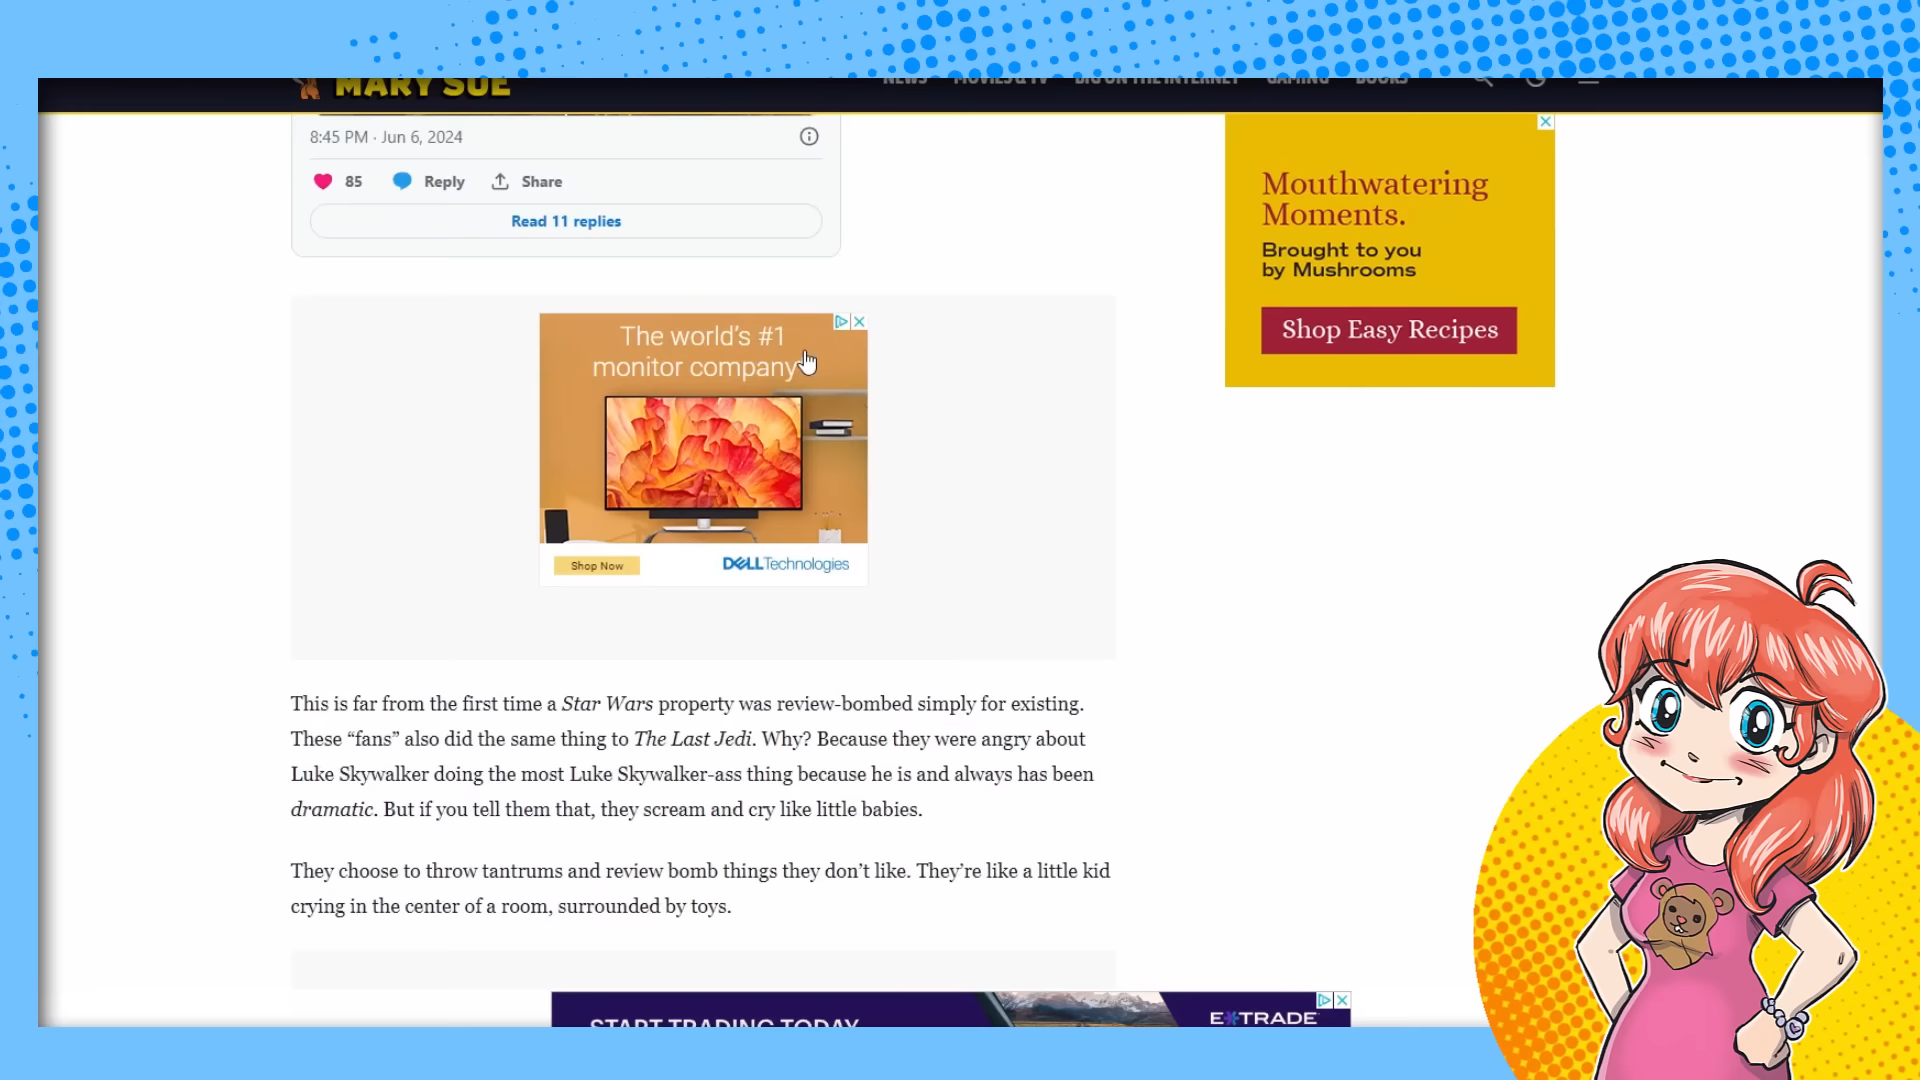 MARY SUE
NEWS MOVIES & TV BIG ON THE INTERNET GAMING BOOKS
8:45 PM · Jun 6, 2024
85 Reply Share
Read 11 replies
Mouthwatering
Moments.
Brought to you
by Mushrooms
Shop Easy Recipes
The world's #1
monitor company
Shop Now
DELLTechnologies
This is far from the first time a Star Wars property was review-bombed simply for existing.
These “fans” also did the same thing to The Last Jedi. Why? Because they were angry about
Luke Skywalker doing the most Luke Skywalker-ass thing because he is and always has been
dramatic. But if you tell them that, they scream and cry like little babies.
They choose to throw tantrums and review bomb things they don’t like. They’re like a little kid
crying in the center of a room, surrounded by toys.
START TRADING TODAY
E*TRADE